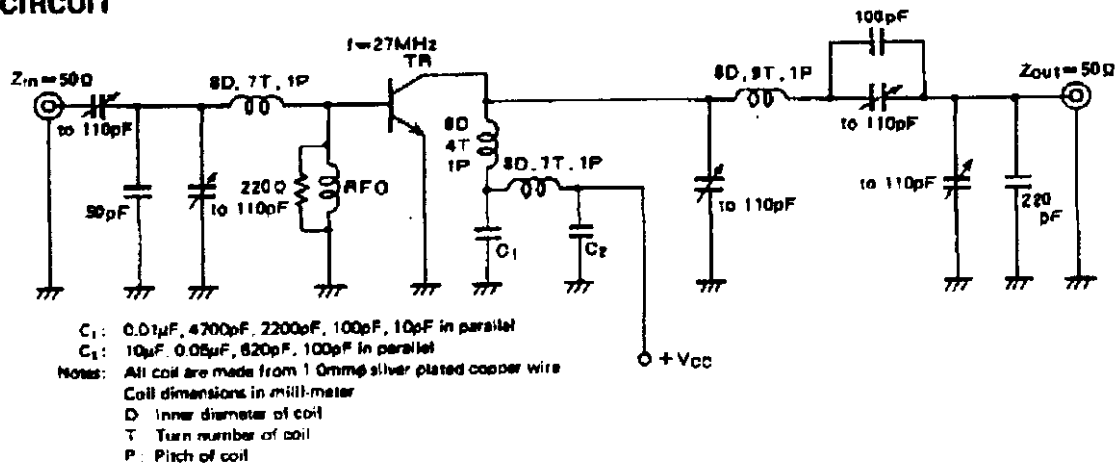 CIRCUIT
Zin=50Ω
to 110pF
50pF
to 110pF
8D, 7T, 1P
220Ω
RFC
f=27MHz
TR
8D
4T
1P
8D, 7T, 1P
C1
C2
+Vcc
to 110pF
8D, 9T, 1P
100pF
to 110pF
to 110pF
220
pF
Zout=50Ω
C1: 0.01μF, 4700pF, 2200pF, 100pF, 10pF in parallel
10μF, 0.05μF, 820pF, 100pF in parallel
Notes: All coil are made from 1.0mmφ silver plated copper wire
Coil dimensions in milli-meter
D Inner diameter of coil
T Turn number of coil
P: Pitch of coil